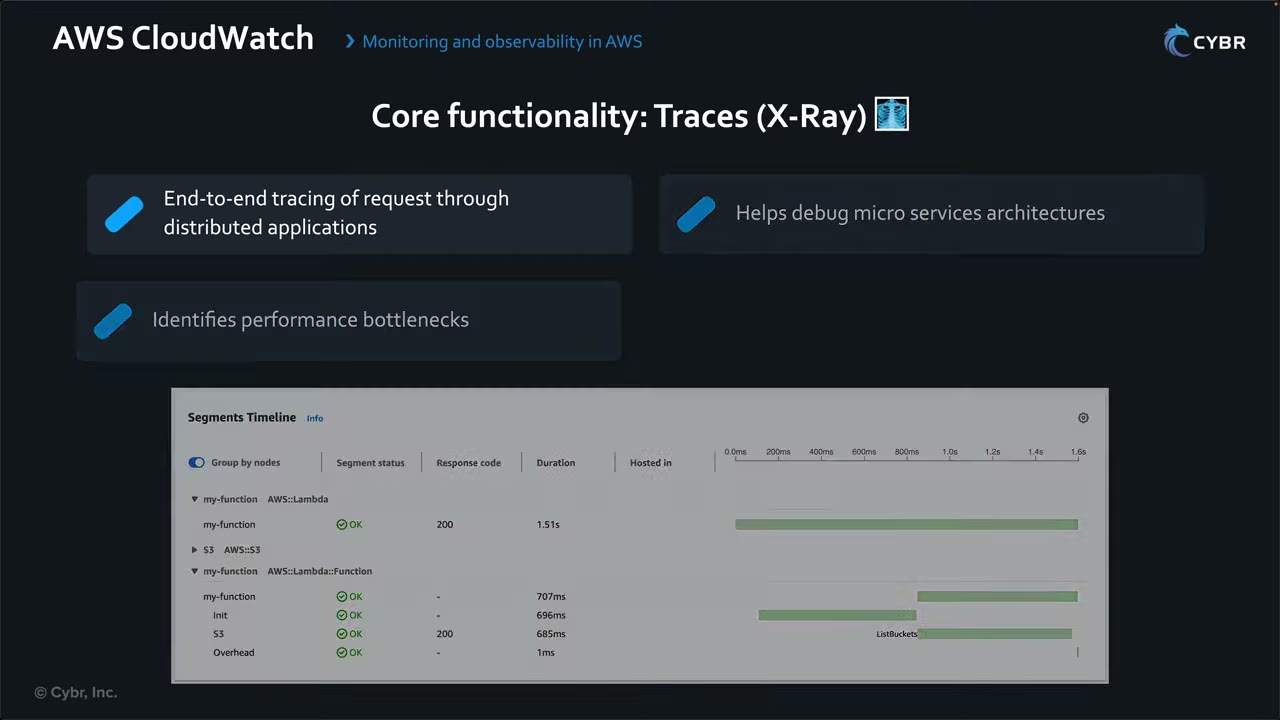 AWS CloudWatch
❯ Monitoring and observability in AWS
CYBR
Core functionality: Traces (X-Ray)
End-to-end tracing of request through
distributed applications
Helps debug micro services architectures
Identifies performance bottlenecks
Segments Timeline Info
Group by nodes Segment status Response code Duration Hosted in 0.0ms 200ms 400ms 600ms 800ms 1.0s 1.2s 1.4s 1.6s
▼ my-function AWS::Lambda
my-function OK 200 1.51s
▶ S3 AWS::S3
▼ my-function AWS::Lambda::Function
my-function OK - 707ms
Init OK - 696ms
S3 OK 200 685ms ListBuckets
Overhead OK - 1ms
© Cybr, Inc.